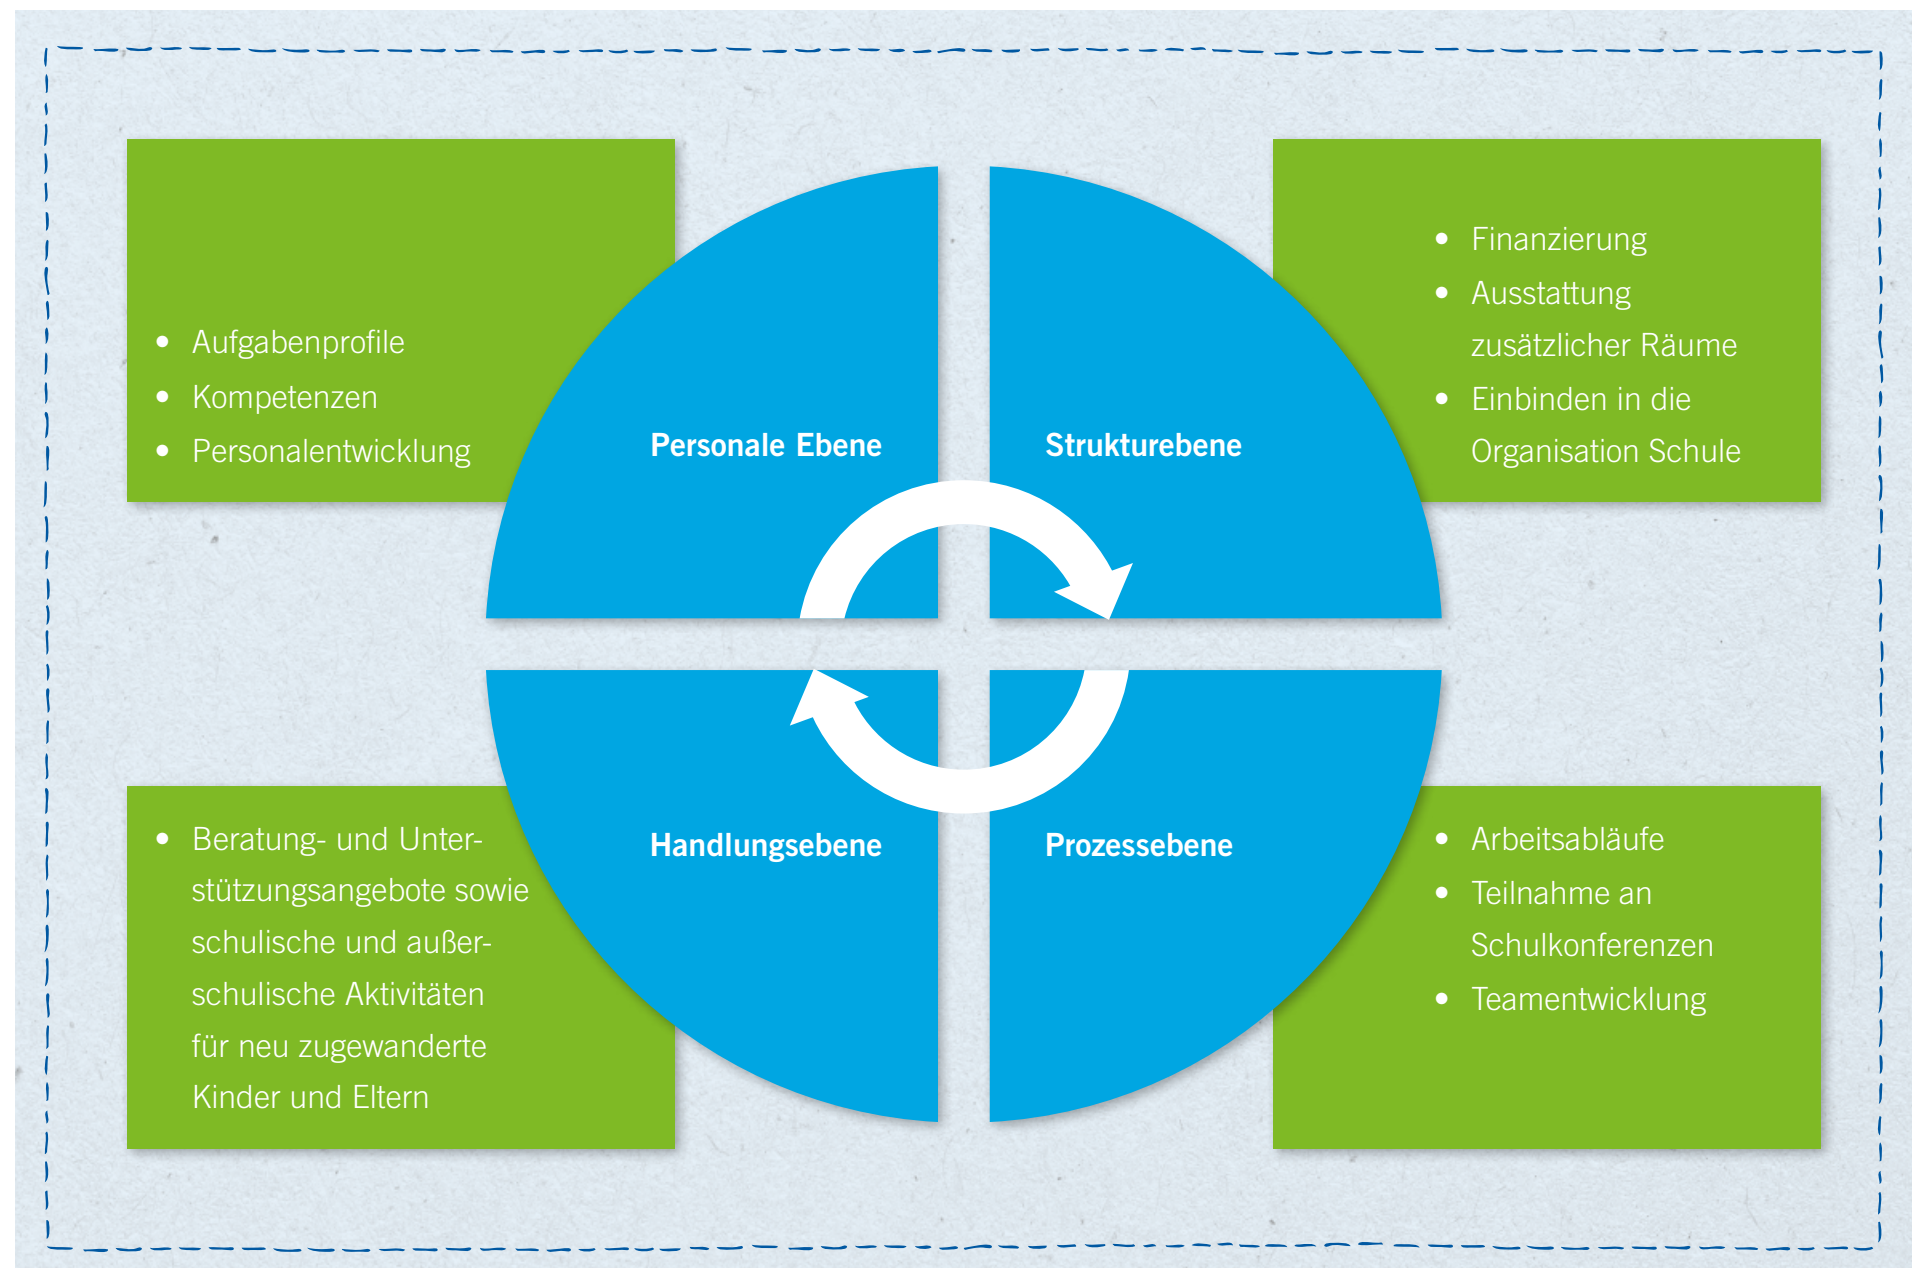 • Aufgabenprofile
• Kompetenzen
• Personalentwicklung
Personale Ebene
Strukturebene
• Finanzierung
• Ausstattung
zusätzlicher Räume
• Einbinden in die
Organisation Schule
• Beratung- und Unter-
stützungsangebote sowie
schulische und außer-
schulische Aktivitäten
für neu zugewanderte
Kinder und Eltern
Handlungsebene
Prozessebene
• Arbeitsabläufe
• Teilnahme an
Schulkonferenzen
• Teamentwicklung